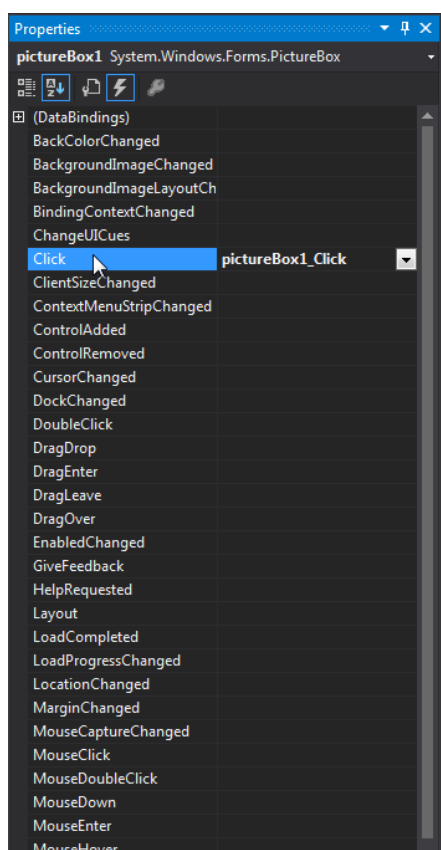 Properties
pictureBox1 System.Windows.Forms.PictureBox
(DataBindings)
BackColorChanged
BackgroundImageChanged
BackgroundImageLayoutCh
BindingContextChanged
ChangeUICues
Click pictureBox1_Click
ClientSizeChanged
ContextMenuStripChanged
ControlAdded
ControlRemoved
CursorChanged
DockChanged
DoubleClick
DragDrop
DragEnter
DragLeave
DragOver
EnabledChanged
GiveFeedback
HelpRequested
Layout
LoadCompleted
LoadProgressChanged
LocationChanged
MarginChanged
MouseCaptureChanged
MouseClick
MouseDoubleClick
MouseDown
MouseEnter
MouseHover